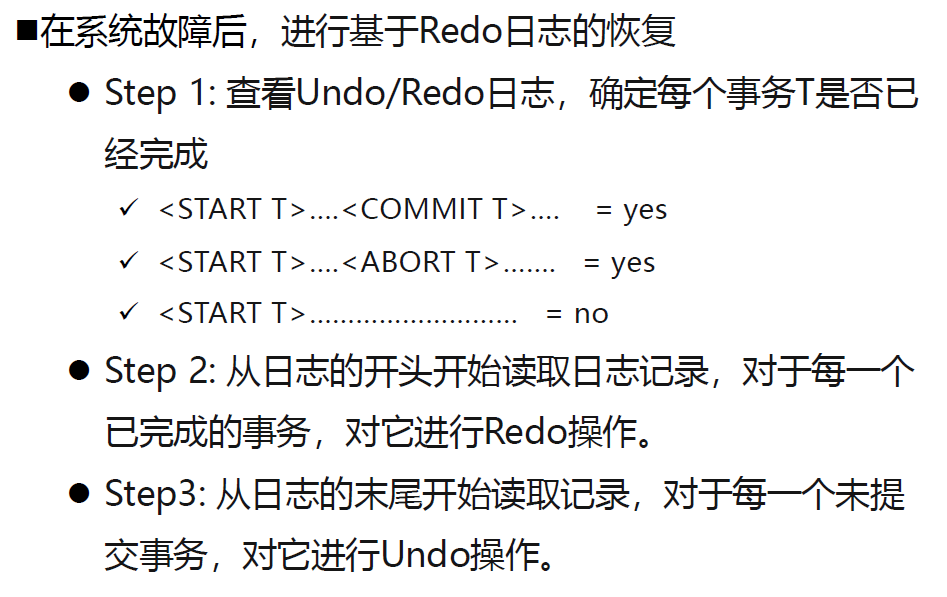 ■在系统故障后，进行基于Redo日志的恢复
● Step 1: 查看Undo/Redo日志，确定每个事务T是否已
经完成
✓ <START T>....<COMMIT T>.... = yes
✓ <START T>....<ABORT T>....... = yes
✓ <START T>........................... = no
● Step 2: 从日志的开头开始读取日志记录，对于每一个
已完成的事务，对它进行Redo操作。
● Step3: 从日志的末尾开始读取记录，对于每一个未提
交事务，对它进行Undo操作。